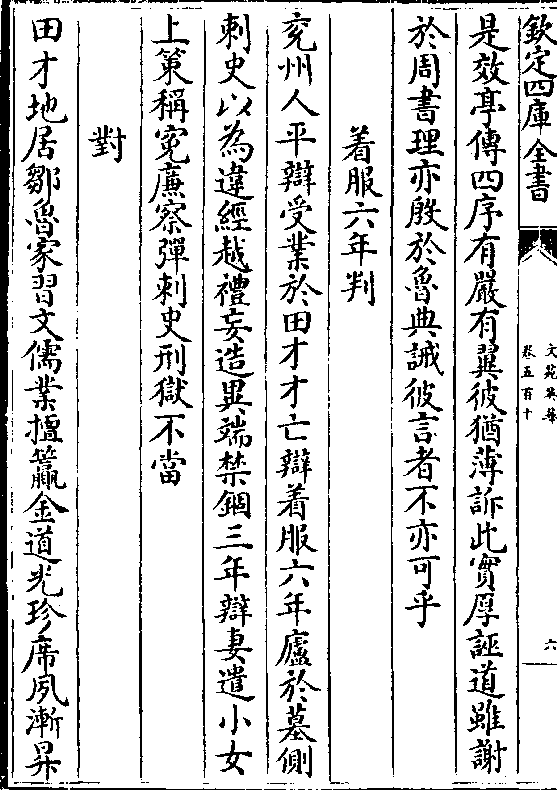 欽定四庫全書
文苑英華
卷五百十
六
是效亭傳四序有嚴有翼彼猶薄訴此實厚誣道雖謝
於周書理亦殷於魯典誡彼言者不亦可乎
着服六年判
兖州人平辯受業於田才才亡辯着服六年廬於墓側
刺史以為違經越禮妄造異端禁錮三年辯妻遣小女
上策稱寃廉察彈刺史刑獄不當
對
田才地居鄒魯家習文儒業擅籯金道光珍席夙漸昇